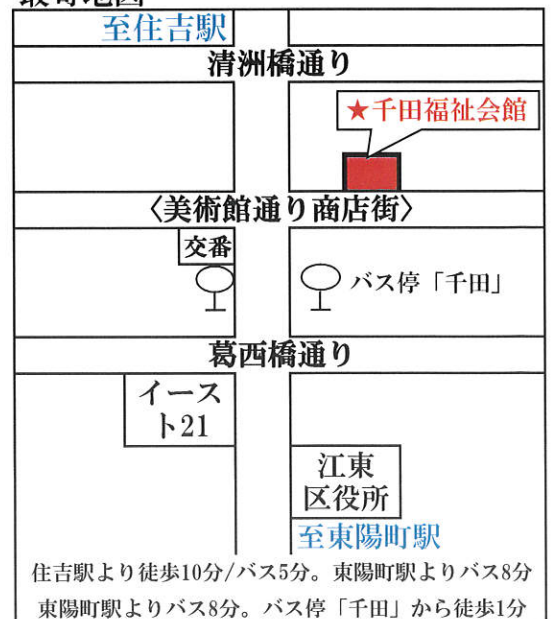 至住吉駅
清洲橋通り
★千田福祉会館
〈美術館通り商店街〉
交番
バス停「千田」
葛西橋通り
イース
ト21
江東
区役所
至東陽町駅
住吉駅より徒歩10分/バス5分。東陽町駅よりバス8分
東陽町駅よりバス8分。バス停「千田」から徒歩1分